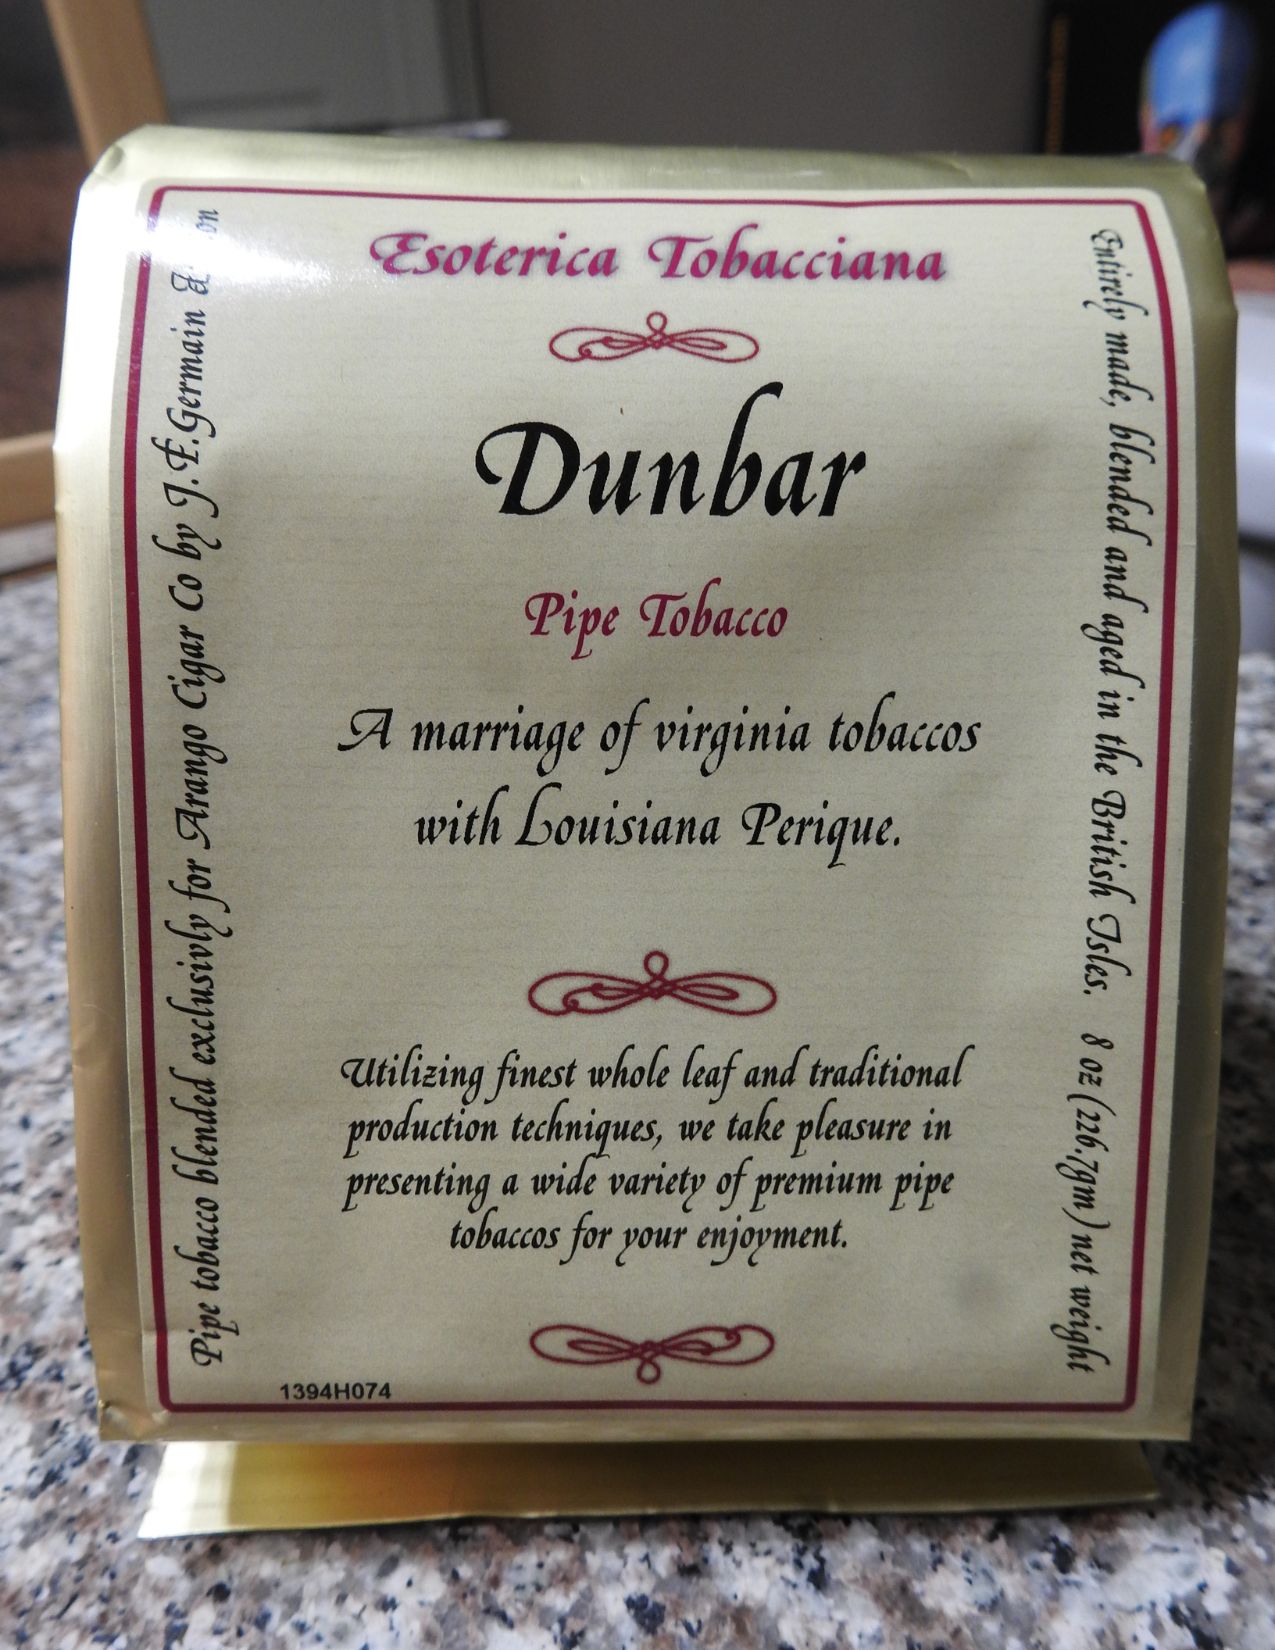 Esoterica Tobacciana
Dunbar
Pipe Tobacco
A marriage of virginia tobaccos
with Louisiana Perique.
Utilizing finest whole leaf and traditional
production techniques, we take pleasure in
presenting a wide variety of premium pipe
tobaccos for your enjoyment.
1394H074
Pipe tobacco blended exclusivly for Arango Cigar Co by J.F.Germain &
Entirely made, blended and aged in the British Isles. 8 oz (226,7gm) net weight